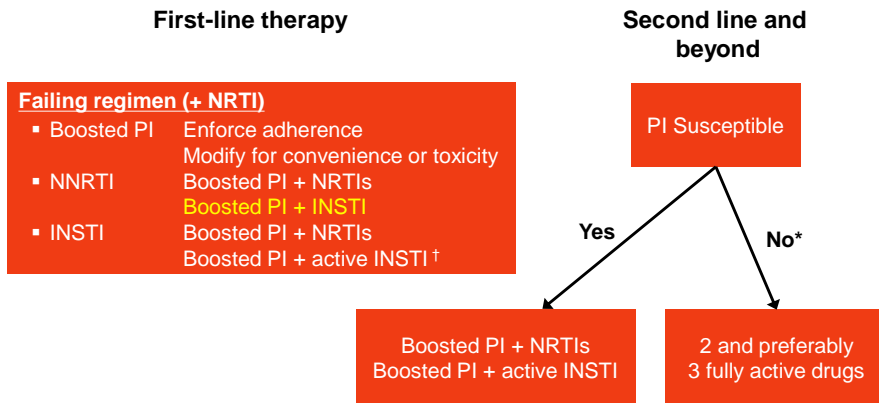 First-line therapy
Failing regimen (+ NRTI)
▪ Boosted PI Enforce adherence
Modify for convenience or toxicity
▪ NNRTI Boosted PI + NRTIs
Boosted PI + INSTI
▪ INSTI Boosted PI + NRTIs
Boosted PI + active INSTI †
Second line and
beyond
PI Susceptible
Yes
No*
Boosted PI + NRTIs
Boosted PI + active INSTI
2 and preferably
3 fully active drugs